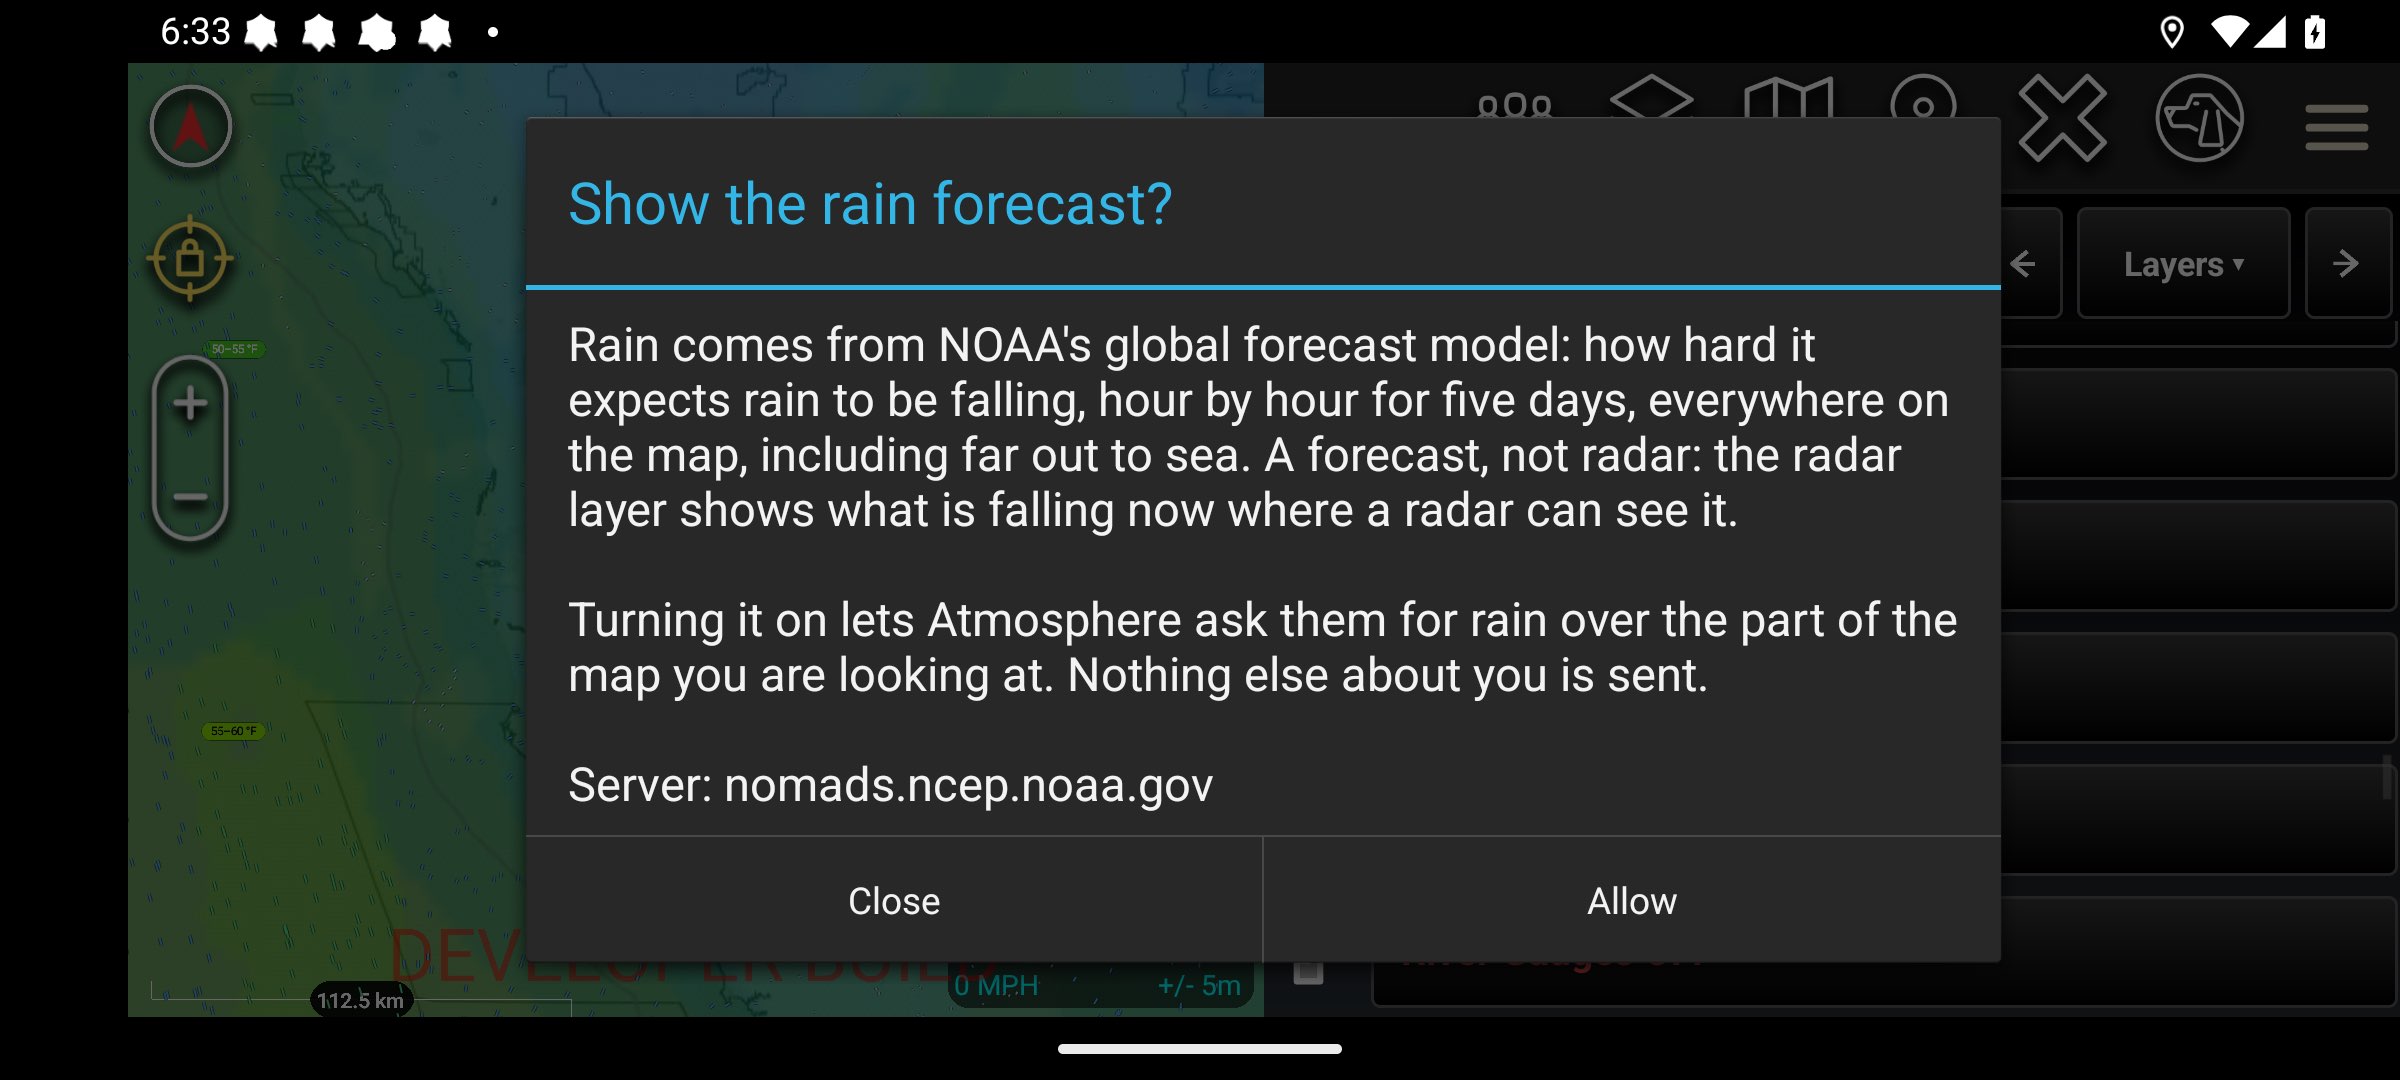 6:33
Layers ▾
Show the rain forecast?
Rain comes from NOAA's global forecast model: how hard it
expects rain to be falling, hour by hour for five days, everywhere on
the map, including far out to sea. A forecast, not radar: the radar
layer shows what is falling now where a radar can see it.
Turning it on lets Atmosphere ask them for rain over the part of the
map you are looking at. Nothing else about you is sent.
Server: nomads.ncep.noaa.gov
Close
Allow
50–55 °F
55–60 °F
DEVELOPER BUILD
0 MPH
+/- 5m
112.5 km